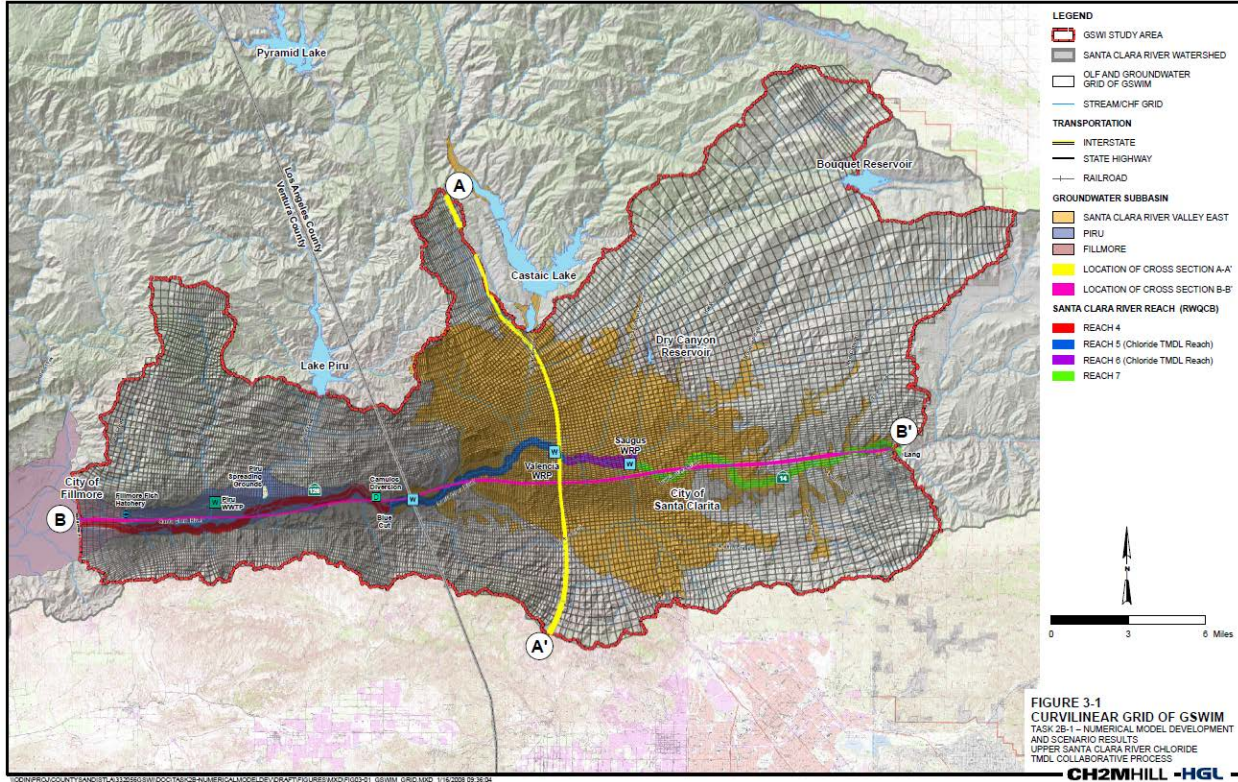 Pyramid Lake
Los Angeles County
Ventura County
A
Castaic Lake
Bouquet Reservoir
Dry Canyon
Reservoir
Lake Piru
B'
Lang
Saugus
WRP
Valencia
WRP
14
City of
Santa Clarita
Piru
Spreading
Grounds
126
Camulos
Diversion
City of
Fillmore
Fillmore Fish
Hatchery
W
Piru
WWTP
D
W
W
W
B
Santa Clara River
Blue
Cut
A'
LEGEND
GSWI STUDY AREA
SANTA CLARA RIVER WATERSHED
OLF AND GROUNDWATER
GRID OF GSWIM
STREAM/CHF GRID
TRANSPORTATION
INTERSTATE
STATE HIGHWAY
RAILROAD
GROUNDWATER SUBBASIN
SANTA CLARA RIVER VALLEY EAST
PIRU
FILLMORE
LOCATION OF CROSS SECTION A-A'
LOCATION OF CROSS SECTION B-B'
SANTA CLARA RIVER REACH (RWQCB)
REACH 4
REACH 5 (Chloride TMDL Reach)
REACH 6 (Chloride TMDL Reach)
REACH 7
N
0 3 6 Miles
FIGURE 3-1
CURVILINEAR GRID OF GSWIM
TASK 2B-1 – NUMERICAL MODEL DEVELOPMENT
AND SCENARIO RESULTS
UPPER SANTA CLARA RIVER CHLORIDE
TMDL COLLABORATIVE PROCESS
CH2MHILL -HGL